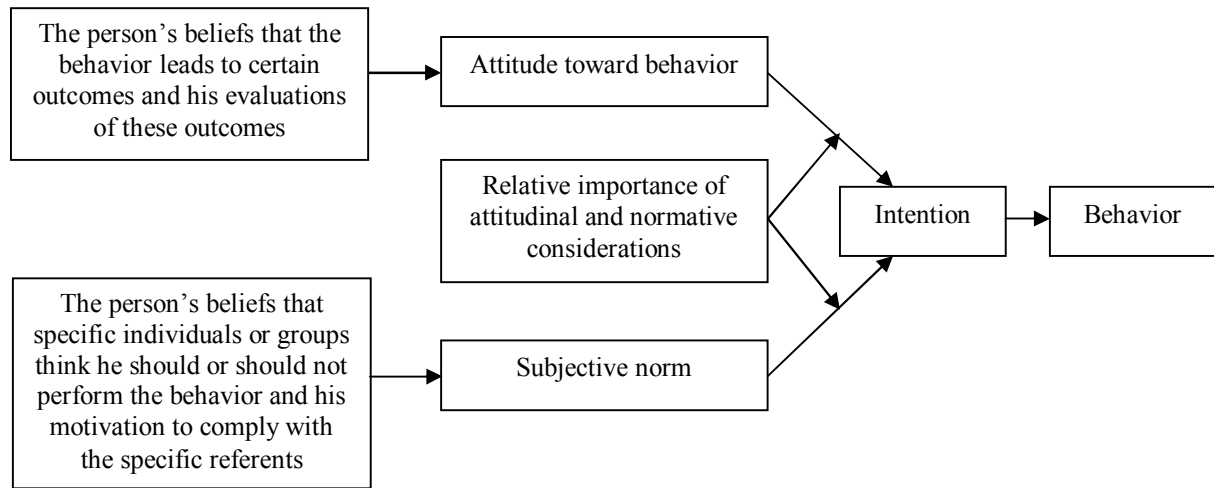 The person’s beliefs that the
behavior leads to certain
outcomes and his evaluations
of these outcomes
Attitude toward behavior
Relative importance of
attitudinal and normative
considerations
Intention
Behavior
The person’s beliefs that
specific individuals or groups
think he should or should not
perform the behavior and his
motivation to comply with
the specific referents
Subjective norm